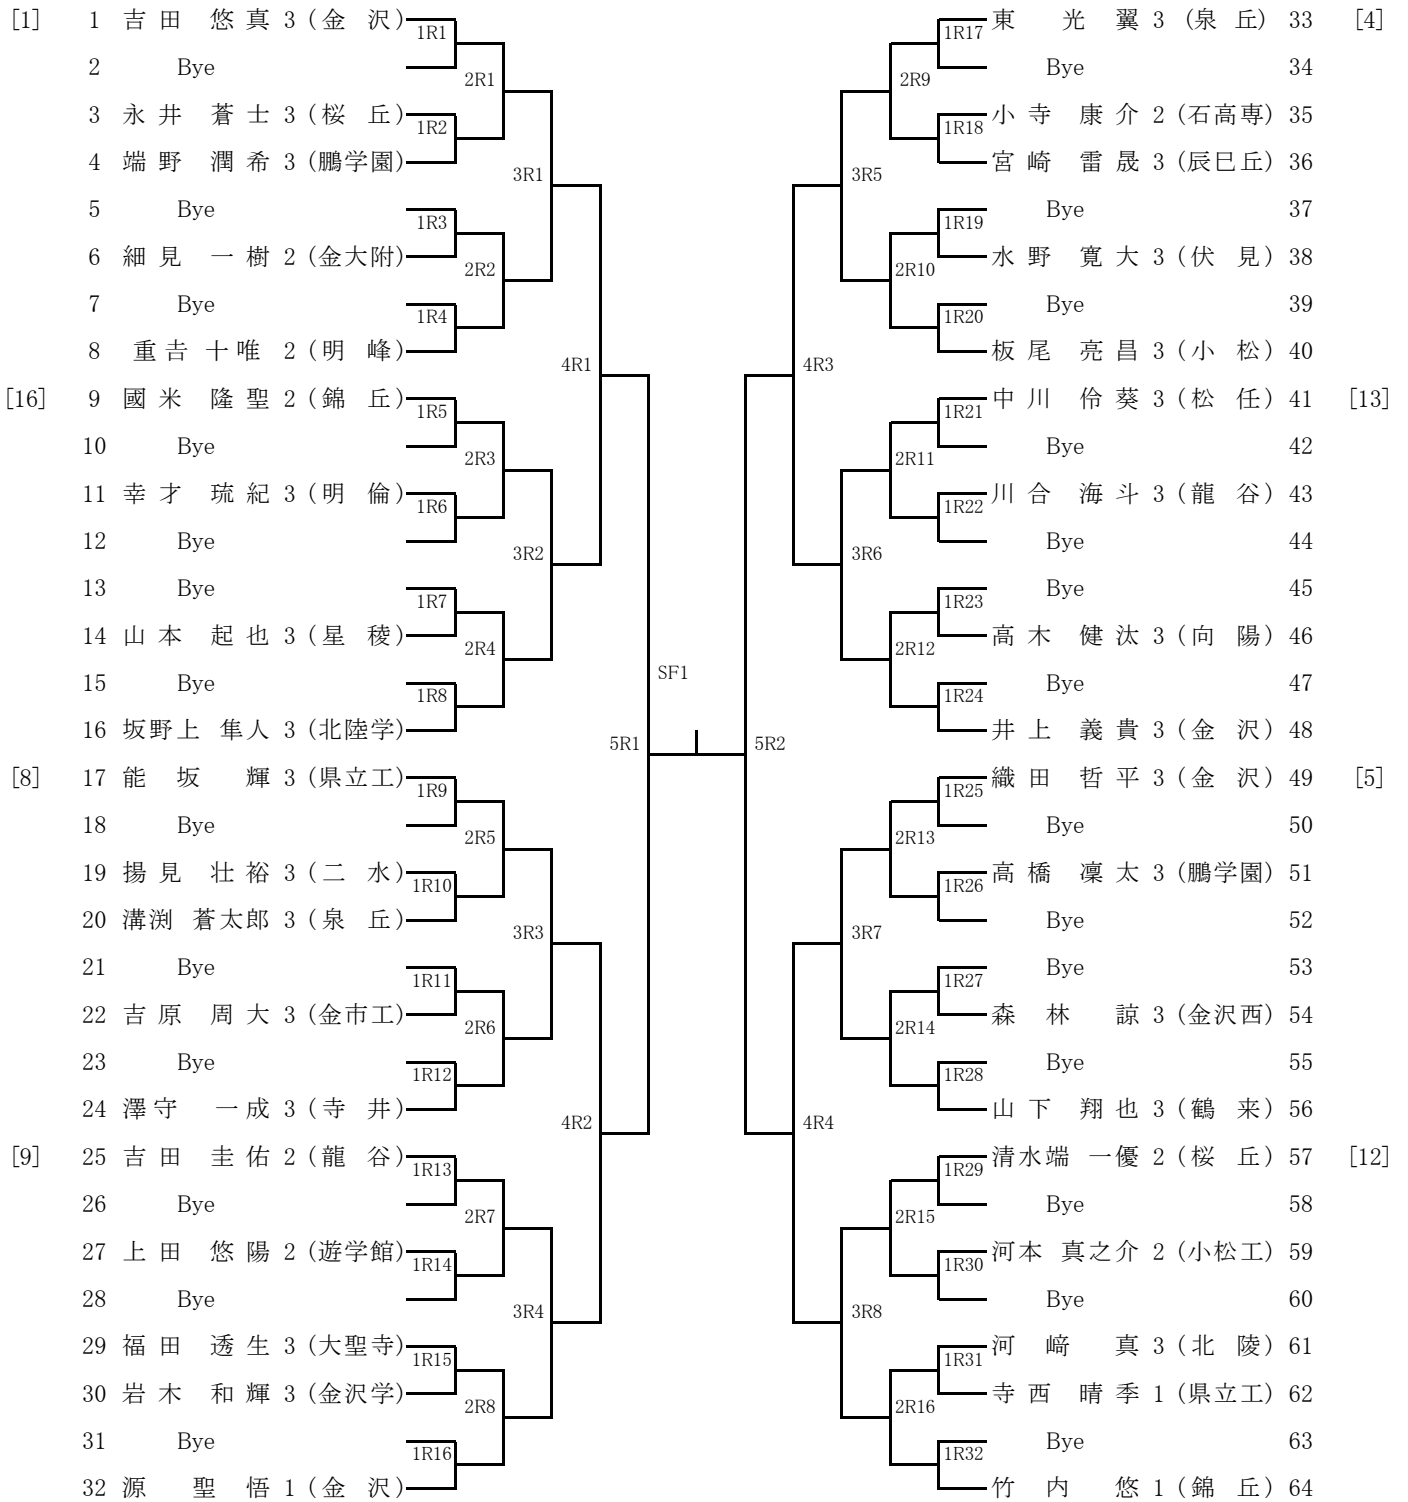 [1] 1 吉田 悠真 3 (金 沢)
1R1
2 Bye
2R1
3 永井 蒼士 3 (桜 丘)
1R2
4 端野 潤希 3 (鵬学園)
3R1
5 Bye
1R3
6 細見 一樹 2 (金大附)
2R2
7 Bye
1R4
8 重吉 十唯 2 (明 峰)
4R1
[16] 9 國米 隆聖 2 (錦 丘)
1R5
10 Bye
2R3
11 幸才 琉紀 3 (明 倫)
1R6
12 Bye
3R2
13 Bye
1R7
14 山本 起也 3 (星 稜)
2R4
15 Bye
1R8
16 坂野上 隼人 3 (北陸学)
5R1
[8] 17 能坂 輝 3 (県立工)
1R9
18 Bye
2R5
19 揚見 壮裕 3 (二 水)
1R10
20 溝渕 蒼太郎 3 (泉 丘)
3R3
21 Bye
1R11
22 吉原 周大 3 (金市工)
2R6
23 Bye
1R12
24 澤守 一成 3 (寺 井)
4R2
[9] 25 吉田 圭佑 2 (龍 谷)
1R13
26 Bye
2R7
27 上田 悠陽 2 (遊学館)
1R14
28 Bye
3R4
29 福田 透生 3 (大聖寺)
1R15
30 岩木 和輝 3 (金沢学)
2R8
31 Bye
1R16
32 源 聖悟 1 (金 沢)
SF1
東 光翼 3 (泉 丘) 33 [4]
1R17
Bye 34
2R9
小寺 康介 2 (石高専) 35
1R18
宮崎 雷晟 3 (辰巳丘) 36
3R5
Bye 37
1R19
水野 寛大 3 (伏 見) 38
2R10
Bye 39
1R20
板尾 亮昌 3 (小 松) 40
4R3
中川 伶葵 3 (松 任) 41 [13]
1R21
Bye 42
2R11
川合 海斗 3 (龍 谷) 43
1R22
Bye 44
3R6
Bye 45
1R23
高木 健汰 3 (向 陽) 46
2R12
Bye 47
1R24
井上 義貴 3 (金 沢) 48
5R2
織田 哲平 3 (金 沢) 49 [5]
1R25
Bye 50
2R13
高橋 凜太 3 (鵬学園) 51
1R26
Bye 52
3R7
Bye 53
1R27
森林 諒 3 (金沢西) 54
2R14
Bye 55
1R28
山下 翔也 3 (鶴 来) 56
4R4
清水端 一優 2 (桜 丘) 57 [12]
1R29
Bye 58
2R15
河本 真之介 2 (小松工) 59
1R30
Bye 60
3R8
河﨑 真 3 (北 陵) 61
1R31
寺西 晴季 1 (県立工) 62
2R16
Bye 63
1R32
竹内 悠 1 (錦 丘) 64